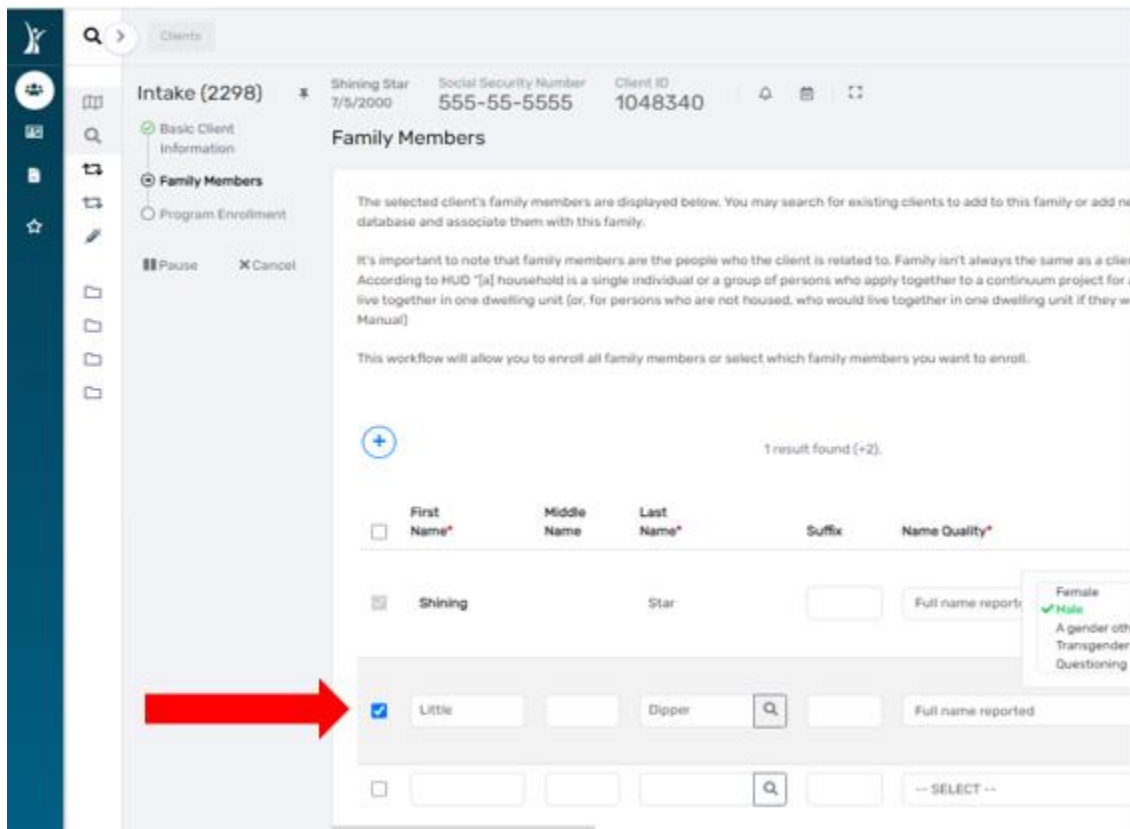 Clients
Intake (2298)
Shining Star
7/5/2000
Social Security Number
555-55-5555
Client ID
1048340
Basic Client
Information
Family Members
Program Enrollment
Pause
Cancel
Family Members
The selected client's family members are displayed below. You may search for existing clients to add to this family or add ne
database and associate them with this family.
It's important to note that family members are the people who the client is related to. Family isn't always the same as a clie
According to HUD "[a] household is a single individual or a group of persons who apply together to a continuum project for a
live together in one dwelling unit (or, for persons who are not housed, who would live together in one dwelling unit if they w
Manual)
This workflow will allow you to enroll all family members or select which family members you want to enroll.
1 result found (+2).
First Name* Middle Name Last Name* Suffix Name Quality*
Shining Star Full name reporte
Female
Male
A gender oth
Transgender
Questioning
Little Dipper Full name reported
-- SELECT --